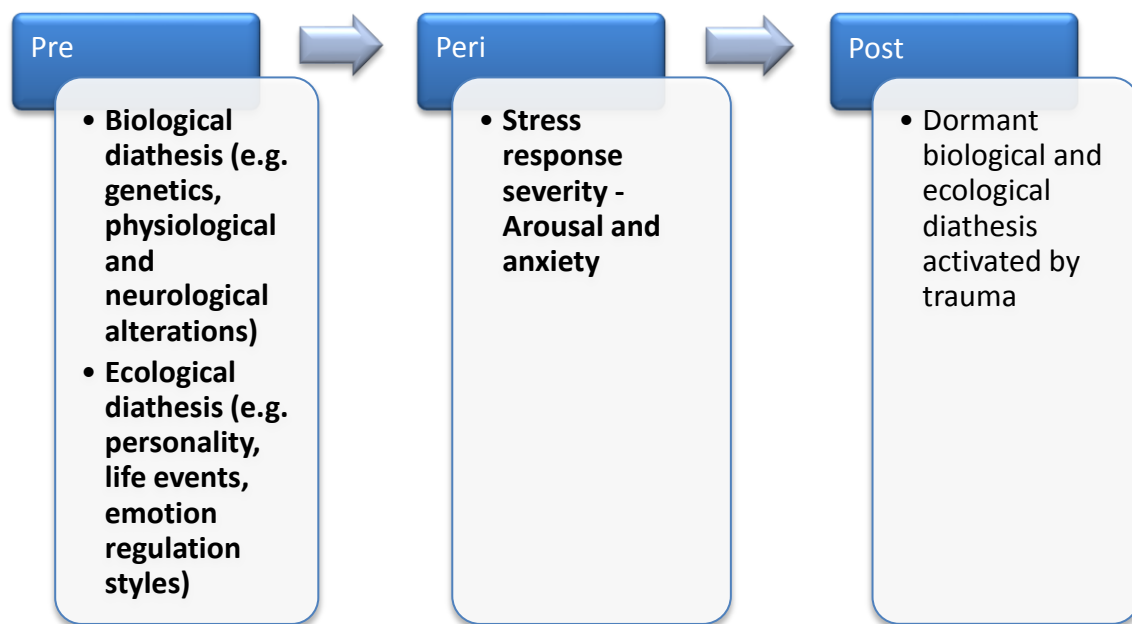 Pre
• Biological
diathesis (e.g.
genetics,
physiological
and
neurological
alterations)
• Ecological
diathesis (e.g.
personality,
life events,
emotion
regulation
styles)
Peri
• Stress
response
severity -
Arousal and
anxiety
Post
• Dormant
biological and
ecological
diathesis
activated by
trauma